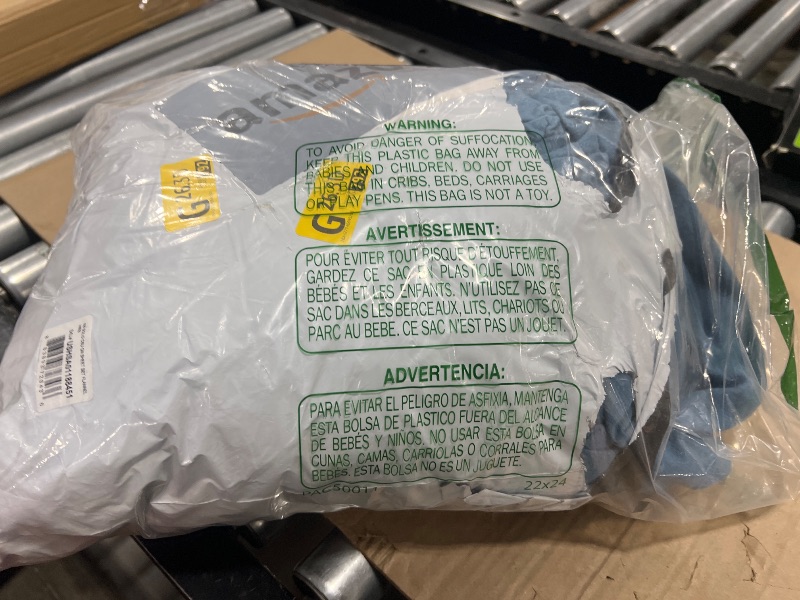 amaz
WARNING:
TO AVOID DANGER OF SUFFOCATION
KEEP THIS PLASTIC BAG AWAY FROM
BABIES AND CHILDREN. DO NOT USE
THIS BAG IN CRIBS, BEDS, CARRIAGES
OR PLAY PENS. THIS BAG IS NOT A TOY.
AVERTISSEMENT:
POUR ÉVITER TOUT RISQUE D'ÉTOUFFEMENT,
GARDEZ CE SAC EN PLASTIQUE LOIN DES
BÉBÉS ET LES ENFANTS. N'UTILISEZ PAS CE
SAC DANS LES BERCEAUX, LITS, CHARIOTS OU
PARC AU BEBE. CE SAC N'EST PAS UN JOUET.
ADVERTENCIA:
PARA EVITAR EL PELIGRO DE ASFIXIA, MANTENGA
ESTA BOLSA DE PLASTICO FUERA DEL ALCANCE
DE BEBÉS Y NIÑOS. NO USAR ESTA BOLSA EN
CUNAS, CAMAS, CARRIOLAS O CORRALES PARA
BEBÉS. ESTA BOLSA NO ES UN JUGUETE.
22x24
G
G